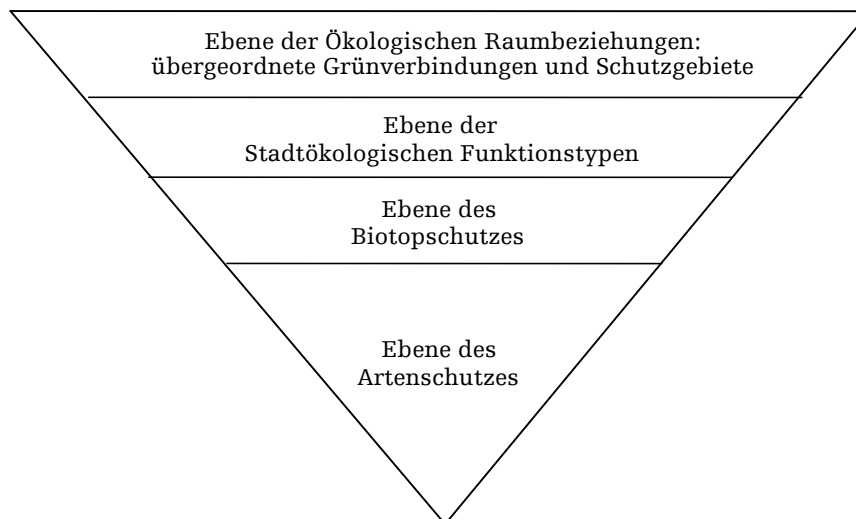 Ebene der Ökologischen Raumbeziehungen:
übergeordnete Grünverbindungen und Schutzgebiete
Ebene der
Stadtökologischen Funktionstypen
Ebene des
Biotopschutzes
Ebene des
Artenschutzes